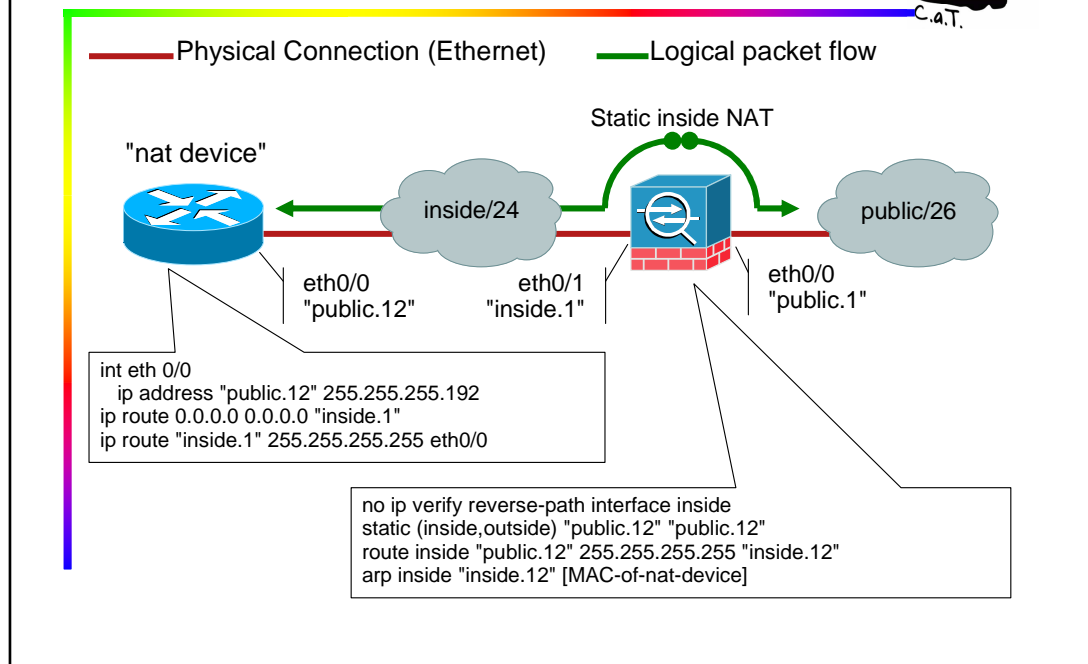 C.a.T.
Physical Connection (Ethernet)
Logical packet flow
Static inside NAT
"nat device"
inside/24
public/26
eth0/0
"public.12"
eth0/1
"inside.1"
eth0/0
"public.1"
int eth 0/0
ip address "public.12" 255.255.255.192
ip route 0.0.0.0 0.0.0.0 "inside.1"
ip route "inside.1" 255.255.255.255 eth0/0
no ip verify reverse-path interface inside
static (inside,outside) "public.12" "public.12"
route inside "public.12" 255.255.255.255 "inside.12"
arp inside "inside.12" [MAC-of-nat-device]